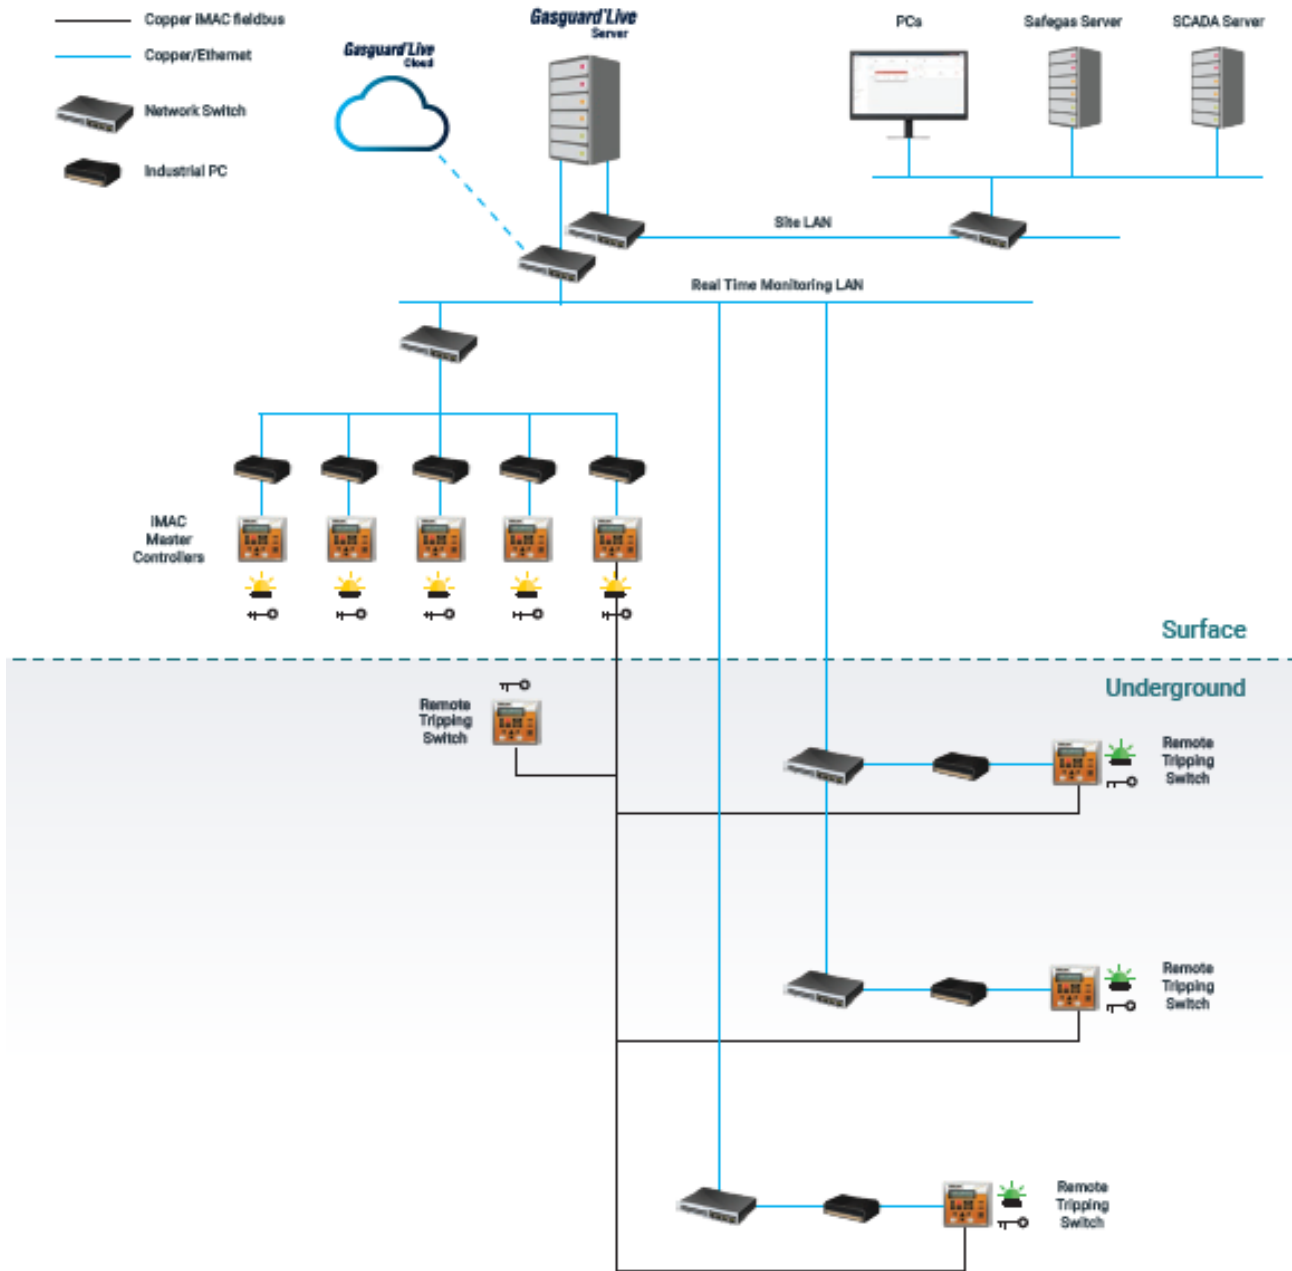 Copper iMAC fieldbus
Copper/Ethernet
Network Switch
Industrial PC
Gasguard'Live
Cloud
Gasguard'Live
Server
PCs
Safegas Server
SCADA Server
Site LAN
Real Time Monitoring LAN
iMAC
Master
Controllers
Surface
Underground
Remote
Tripping
Switch
Remote
Tripping
Switch
Remote
Tripping
Switch
Remote
Tripping
Switch